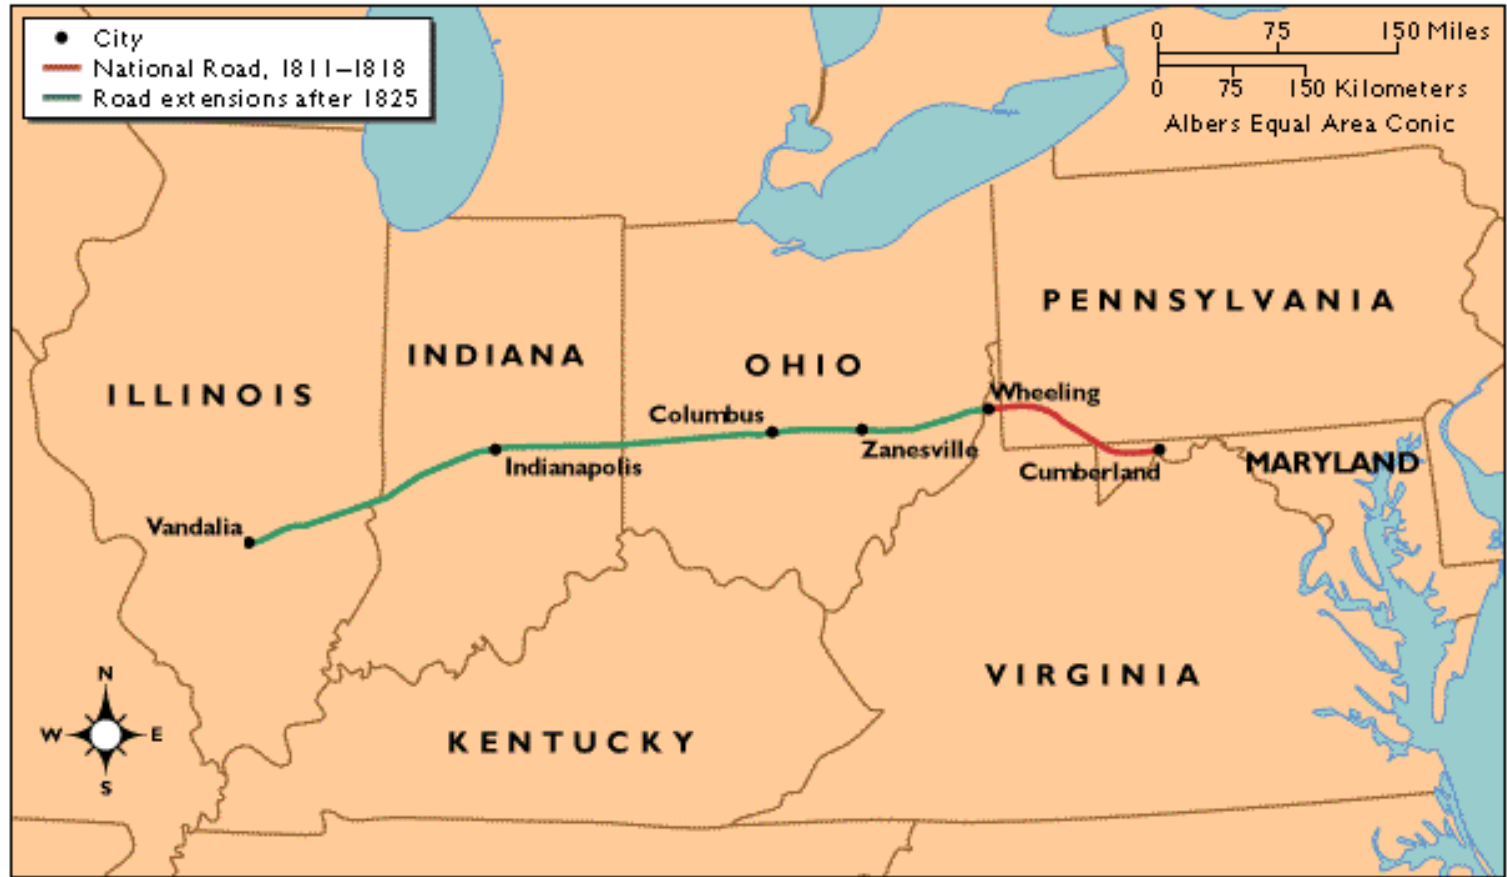 City
National Road, 1811–1818
Road extensions after 1825
0 75 150 Miles
0 75 150 Kilometers
Albers Equal Area Conic
PENNSYLVANIA
INDIANA
OHIO
ILLINOIS
Wheeling
Columbus
Zanesville
Indianapolis
Cumberland
MARYLAND
Vandalia
VIRGINIA
KENTUCKY
N
W E
S